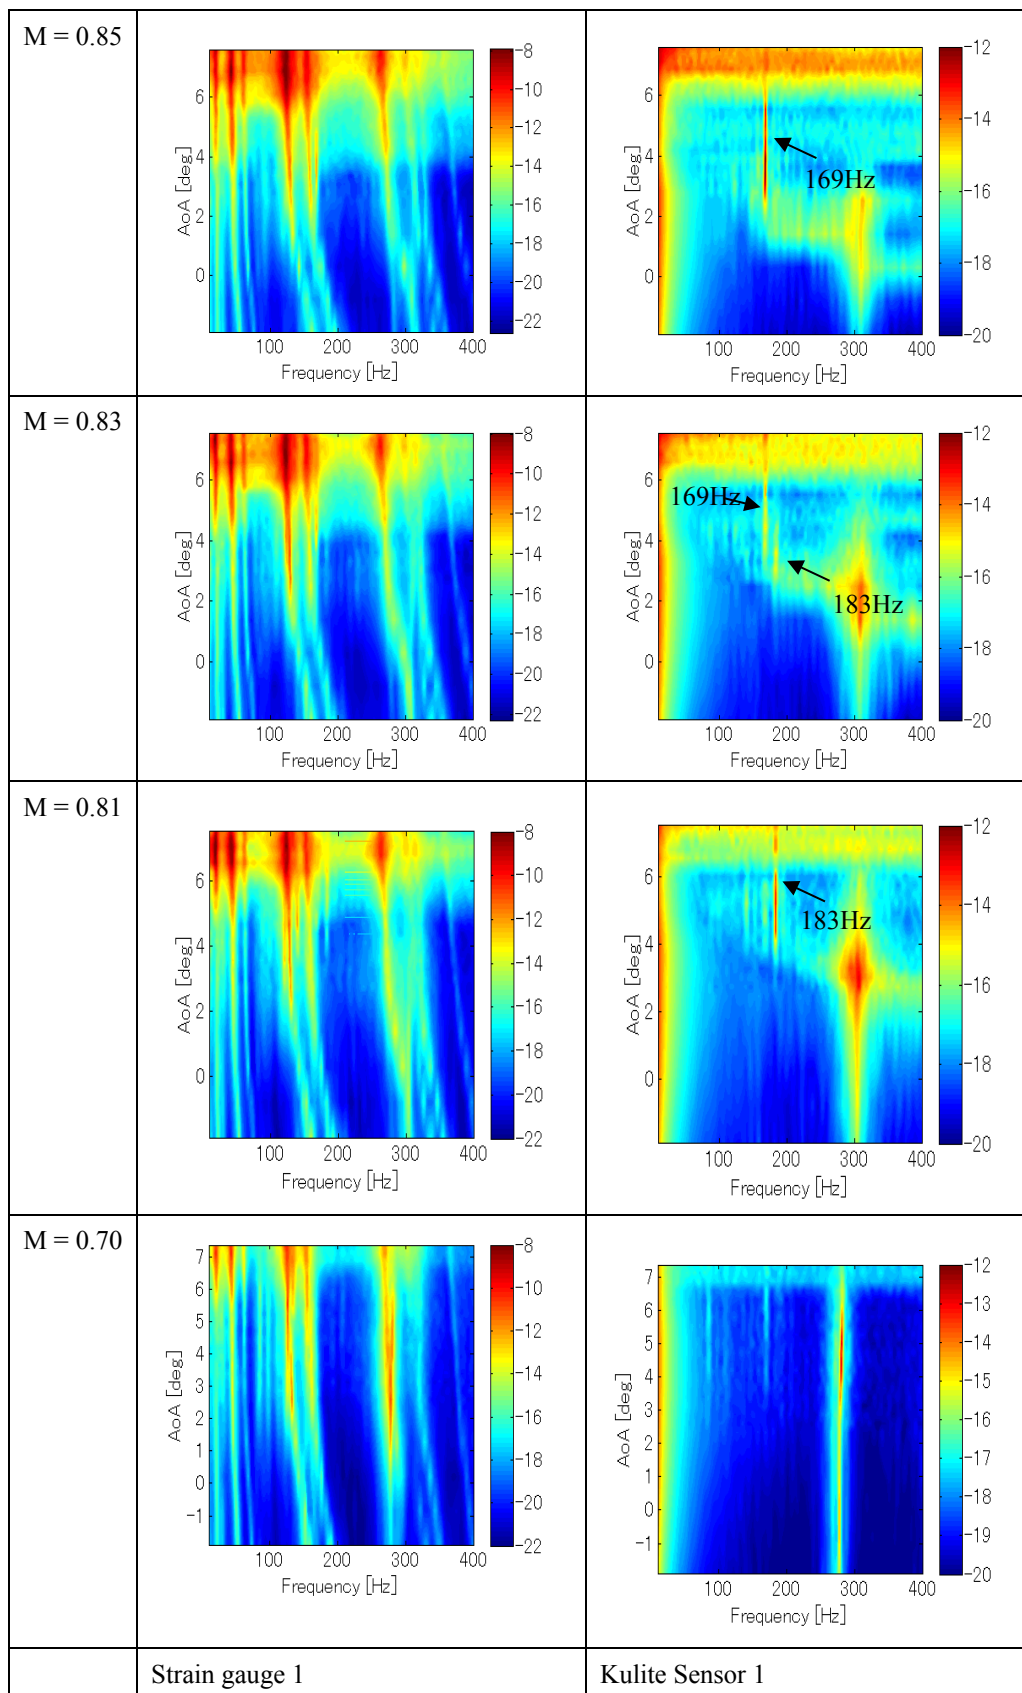 M = 0.85
-8
-10
-12
-14
-16
-18
-20
-22
6
4
2
0
AoA [deg]
100 200 300 400
Frequency [Hz]
-12
-14
-16
-18
-20
6
4
2
0
AoA [deg]
169Hz
100 200 300 400
Frequency [Hz]
M = 0.83
-8
-10
-12
-14
-16
-18
-20
-22
6
4
2
0
AoA [deg]
100 200 300 400
Frequency [Hz]
-12
-14
-16
-18
-20
6
4
2
0
AoA [deg]
169Hz
183Hz
100 200 300 400
Frequency [Hz]
M = 0.81
-8
-10
-12
-14
-16
-18
-20
-22
6
4
2
0
AoA [deg]
100 200 300 400
Frequency [Hz]
-12
-14
-16
-18
-20
6
4
2
0
AoA [deg]
183Hz
100 200 300 400
Frequency [Hz]
M = 0.70
-8
-10
-12
-14
-16
-18
-20
-22
7
6
5
4
3
2
1
0
-1
AoA [deg]
100 200 300 400
Frequency [Hz]
-12
-13
-14
-15
-16
-17
-18
-19
-20
7
6
5
4
3
2
1
0
-1
AoA [deg]
100 200 300 400
Frequency [Hz]
Strain gauge 1
Kulite Sensor 1